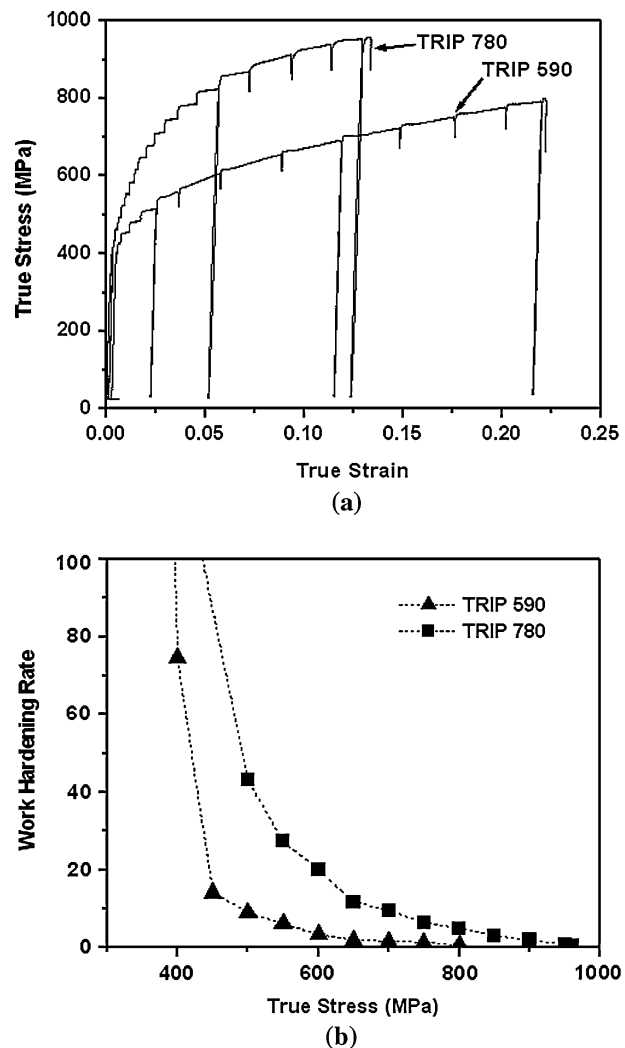 1000
800
600
400
200
0
True Stress (MPa)
TRIP 780
TRIP 590
0.00 0.05 0.10 0.15 0.20 0.25
True Strain
(a)
100
80
60
40
20
0
Work Hardening Rate
TRIP 590
TRIP 780
400 600 800 1000
True Stress (MPa)
(b)